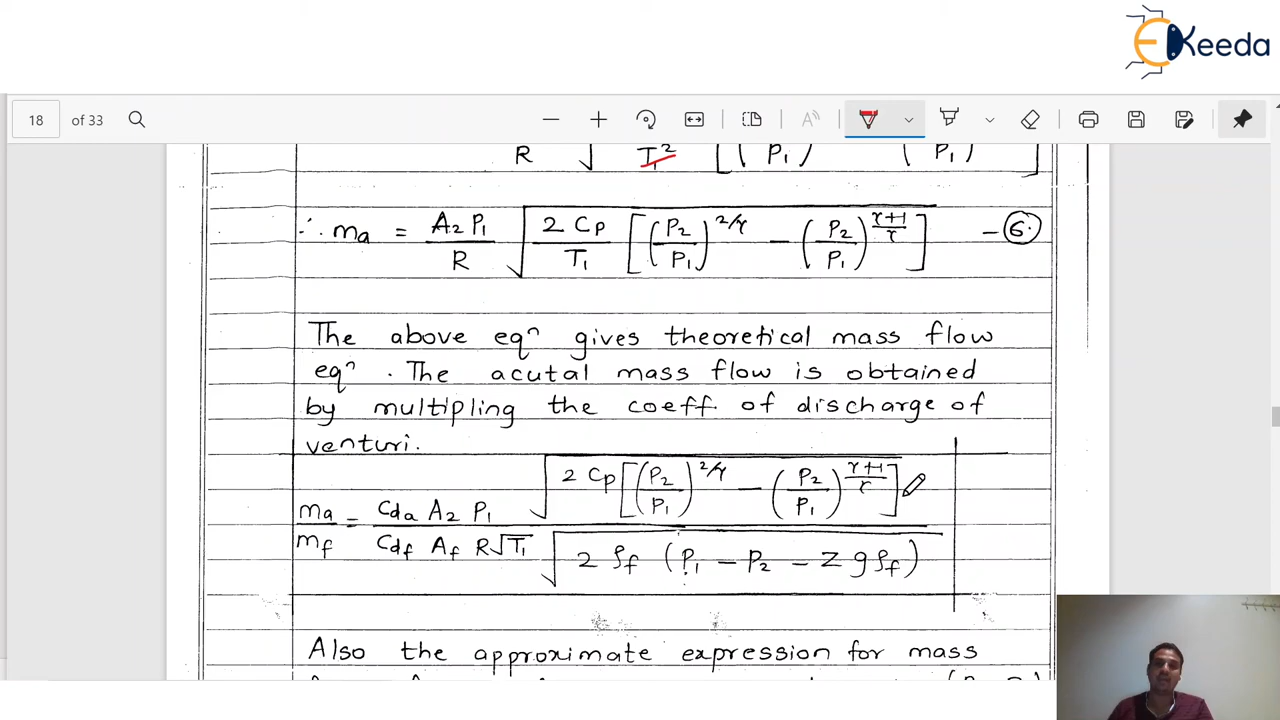 EKeeda
18 of 33
R √ T₁² [( P₁ ) ( P₁ )]
∴ ma = A₂ P₁ / R √( 2 Cp / T₁ [ (P₂/P₁)^2/r − (P₂/P₁)^(r+1)/r ] ) − ⑥.
The above eqⁿ gives theoretical mass flow
eqⁿ . The acutal mass flow is obtained
by multipling the coeff. of discharge of
venturi.
ma/mf = Cda A₂ P₁ √( 2 Cp [ (P₂/P₁)^2/r − (P₂/P₁)^(r+1)/r ] ) / Cdf Af R√T₁ √( 2 ρf (P₁ − P₂ − Z g ρf) )
Also the approximate expression for mass